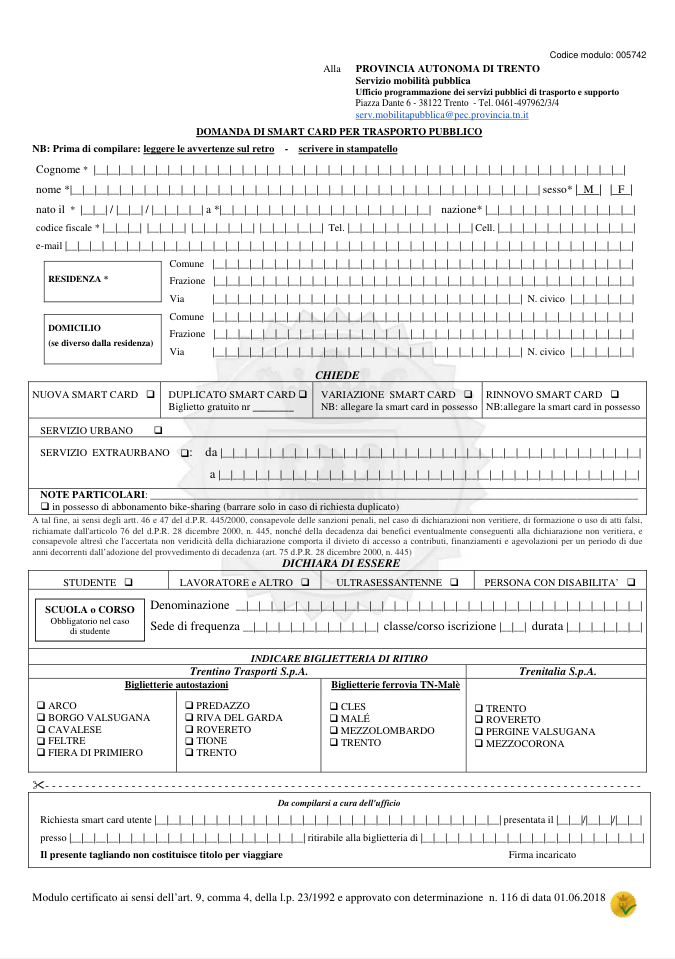 Codice modulo: 005742
Alla PROVINCIA AUTONOMA DI TRENTO
Servizio mobilità pubblica
Ufficio programmazione dei servizi pubblici di trasporto e supporto
Piazza Dante 6 - 38122 Trento - Tel. 0461-497962/3/4
serv.mobilitapubblica@pec.provincia.tn.it
DOMANDA DI SMART CARD PER TRASPORTO PUBBLICO
NB: Prima di compilare: leggere le avvertenze sul retro - scrivere in stampatello
Cognome *
nome * sesso* M F
nato il * / / a * nazione*
codice fiscale * Tel. Cell.
e-mail
RESIDENZA *
Comune
Frazione
Via N. civico
DOMICILIO
(se diverso dalla residenza)
Comune
Frazione
Via N. civico
CHIEDE
NUOVA SMART CARD ❑ DUPLICATO SMART CARD ❑ VARIAZIONE SMART CARD ❑ RINNOVO SMART CARD ❑
Biglietto gratuito nr ________ NB: allegare la smart card in possesso NB:allegare la smart card in possesso
SERVIZIO URBANO ❑
SERVIZIO EXTRAURBANO ❑: da
a
NOTE PARTICOLARI:
❑ in possesso di abbonamento bike-sharing (barrare solo in caso di richiesta duplicato)
A tal fine, ai sensi degli artt. 46 e 47 del d.P.R. 445/2000, consapevole delle sanzioni penali, nel caso di dichiarazioni non veritiere, di formazione o uso di atti falsi,
richiamate dall'articolo 76 del d.P.R. 28 dicembre 2000, n. 445, nonché della decadenza dai benefici eventualmente conseguenti alla dichiarazione non veritiera, e
consapevole altresì che l'accertata non veridicità della dichiarazione comporta il divieto di accesso a contributi, finanziamenti e agevolazioni per un periodo di due
anni decorrenti dall'adozione del provvedimento di decadenza (art. 75 d.P.R. 28 dicembre 2000, n. 445)
DICHIARA DI ESSERE
STUDENTE ❑ LAVORATORE e ALTRO ❑ ULTRASESSANTENNE ❑ PERSONA CON DISABILITA' ❑
SCUOLA o CORSO
Obbligatorio nel caso
di studente
Denominazione
Sede di frequenza classe/corso iscrizione durata
INDICARE BIGLIETTERIA DI RITIRO
Trentino Trasporti S.p.A. Trenitalia S.p.A.
Biglietterie autostazioni Biglietterie ferrovia TN-Malè
❑ ARCO
❑ BORGO VALSUGANA
❑ CAVALESE
❑ FELTRE
❑ FIERA DI PRIMIERO
❑ PREDAZZO
❑ RIVA DEL GARDA
❑ ROVERETO
❑ TIONE
❑ TRENTO
❑ CLES
❑ MALÉ
❑ MEZZOLOMBARDO
❑ TRENTO
❑ TRENTO
❑ ROVERETO
❑ PERGINE VALSUGANA
❑ MEZZOCORONA
Da compilarsi a cura dell'ufficio
Richiesta smart card utente presentata il / /
presso ritirabile alla biglietteria di
Il presente tagliando non costituisce titolo per viaggiare Firma incaricato
Modulo certificato ai sensi dell'art. 9, comma 4, della l.p. 23/1992 e approvato con determinazione n. 116 di data 01.06.2018